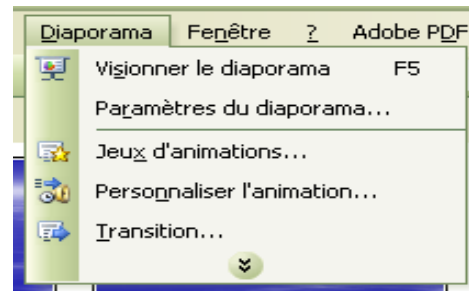 Diaporama Fenêtre ? Adobe PDF
Visionner le diaporama F5
Paramètres du diaporama...
Jeux d'animations...
Personnaliser l'animation...
Transition...